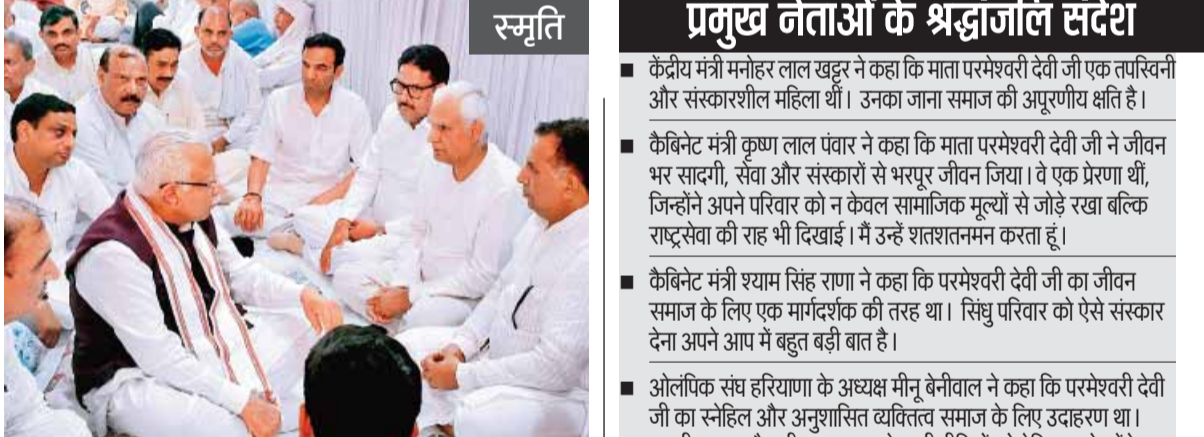 स्मृति
प्रमुख नेताओं के श्रद्धांजलि संदेश
■ केंद्रीय मंत्री मनोहर लाल खट्टर ने कहा कि माता परमेश्वरी देवी जी एक तपस्विनी
और संस्कारशील महिला थीं। उनका जाना समाज की अपूरणीय क्षति है।
■ कैबिनेट मंत्री कृष्ण लाल पंवार ने कहा कि माता परमेश्वरी देवी जी ने जीवन
भर सादगी, सेवा और संस्कारों से भरपूर जीवन जिया। वे एक प्रेरणा थीं,
जिन्होंने अपने परिवार को न केवल सामाजिक मूल्यों से जोड़े रखा बल्कि
राष्ट्रसेवा की राह भी दिखाई। मैं उन्हें शतशतनमन करता हूं।
■ कैबिनेट मंत्री श्याम सिंह राणा ने कहा कि परमेश्वरी देवी जी का जीवन
समाज के लिए एक मार्गदर्शक की तरह था। सिंधु परिवार को ऐसे संस्कार
देना अपने आप में बहुत बड़ी बात है।
■ ओलंपिक संघ हरियाणा के अध्यक्ष मीनू बेनीवाल ने कहा कि परमेश्वरी देवी
जी का स्नेहिल और अनुशासित व्यक्तित्व समाज के लिए उदाहरण था।